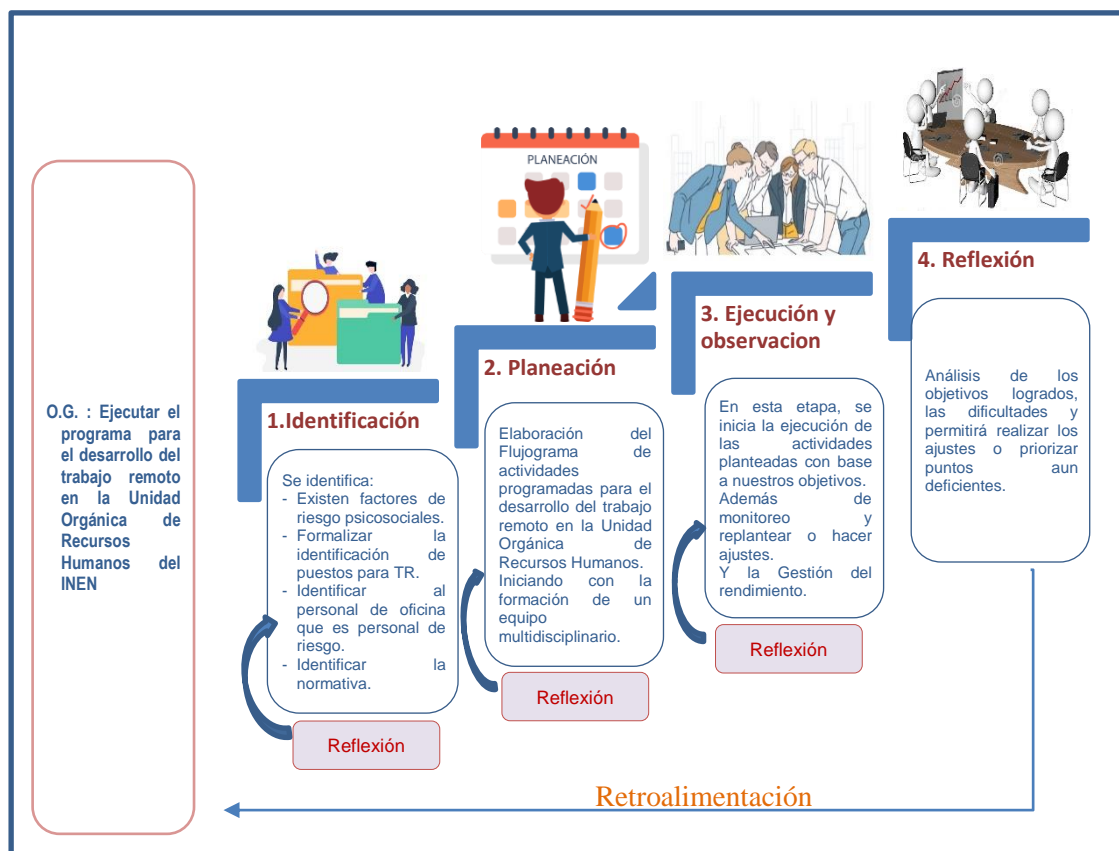 O.G. : Ejecutar el
programa para
el desarrollo del
trabajo remoto
en la Unidad
Orgánica de
Recursos
Humanos del
INEN
1.Identificación
Se identifica:
- Existen factores de
riesgo psicosociales.
- Formalizar la
identificación de
puestos para TR.
- Identificar al
personal de oficina
que es personal de
riesgo.
- Identificar la
normativa.
Reflexión
PLANEACIÓN
2. Planeación
Elaboración del
Flujograma de
actividades
programadas para el
desarrollo del trabajo
remoto en la Unidad
Orgánica de
Recursos Humanos.
Iniciando con la
formación de un
equipo
multidisciplinario.
Reflexión
3. Ejecución y
observacion
En esta etapa, se
inicia la ejecución de
las actividades
planteadas con base
a nuestros objetivos.
Además de
monitoreo y
replantear o hacer
ajustes.
Y la Gestión del
rendimiento.
Reflexión
4. Reflexión
Análisis de los
objetivos logrados,
las dificultades y
permitirá realizar los
ajustes o priorizar
puntos aun
deficientes.
Retroalimentación